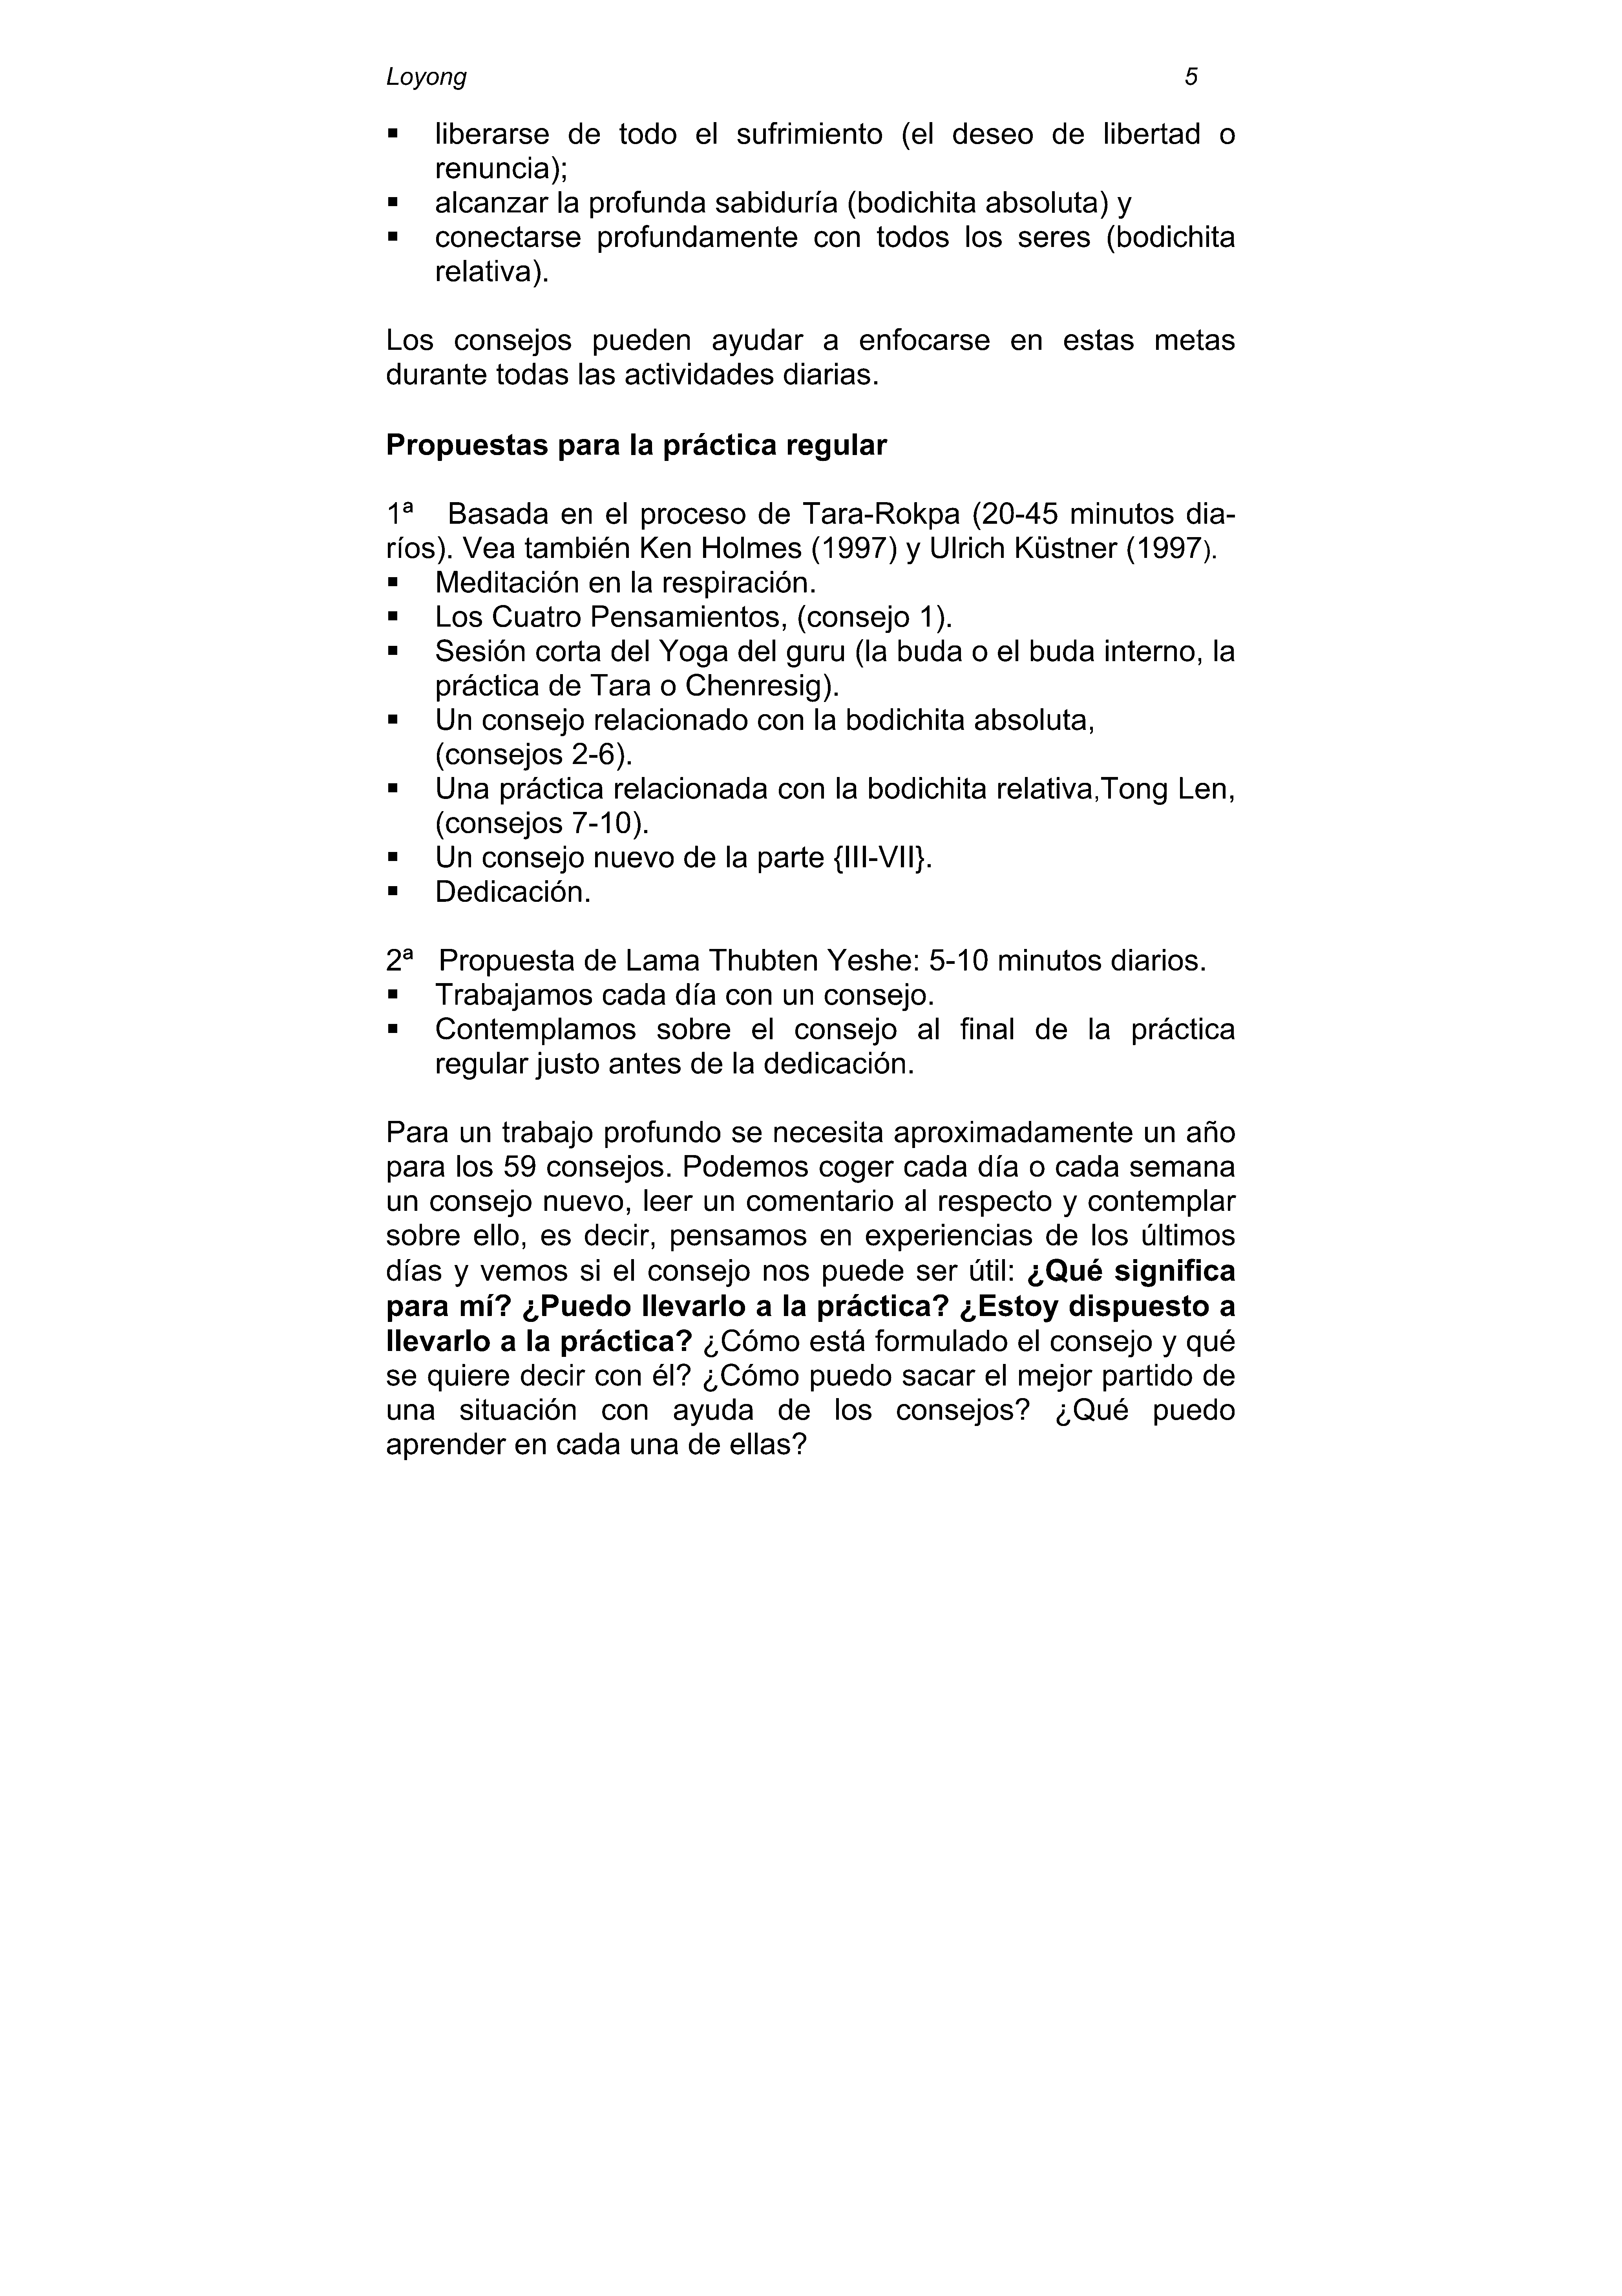 Loyong 5
▪ liberarse de todo el sufrimiento (el deseo de libertad o
renuncia);
▪ alcanzar la profunda sabiduría (bodichita absoluta) y
▪ conectarse profundamente con todos los seres (bodichita
relativa).
Los consejos pueden ayudar a enfocarse en estas metas
durante todas las actividades diarias.
Propuestas para la práctica regular
1ª Basada en el proceso de Tara-Rokpa (20-45 minutos dia-
ríos). Vea también Ken Holmes (1997) y Ulrich Küstner (1997).
▪ Meditación en la respiración.
▪ Los Cuatro Pensamientos, (consejo 1).
▪ Sesión corta del Yoga del guru (la buda o el buda interno, la
práctica de Tara o Chenresig).
▪ Un consejo relacionado con la bodichita absoluta,
(consejos 2-6).
▪ Una práctica relacionada con la bodichita relativa,Tong Len,
(consejos 7-10).
▪ Un consejo nuevo de la parte {III-VII}.
▪ Dedicación.
2ª Propuesta de Lama Thubten Yeshe: 5-10 minutos diarios.
▪ Trabajamos cada día con un consejo.
▪ Contemplamos sobre el consejo al final de la práctica
regular justo antes de la dedicación.
Para un trabajo profundo se necesita aproximadamente un año
para los 59 consejos. Podemos coger cada día o cada semana
un consejo nuevo, leer un comentario al respecto y contemplar
sobre ello, es decir, pensamos en experiencias de los últimos
días y vemos si el consejo nos puede ser útil: ¿Qué significa
para mí? ¿Puedo llevarlo a la práctica? ¿Estoy dispuesto a
llevarlo a la práctica? ¿Cómo está formulado el consejo y qué
se quiere decir con él? ¿Cómo puedo sacar el mejor partido de
una situación con ayuda de los consejos? ¿Qué puedo
aprender en cada una de ellas?